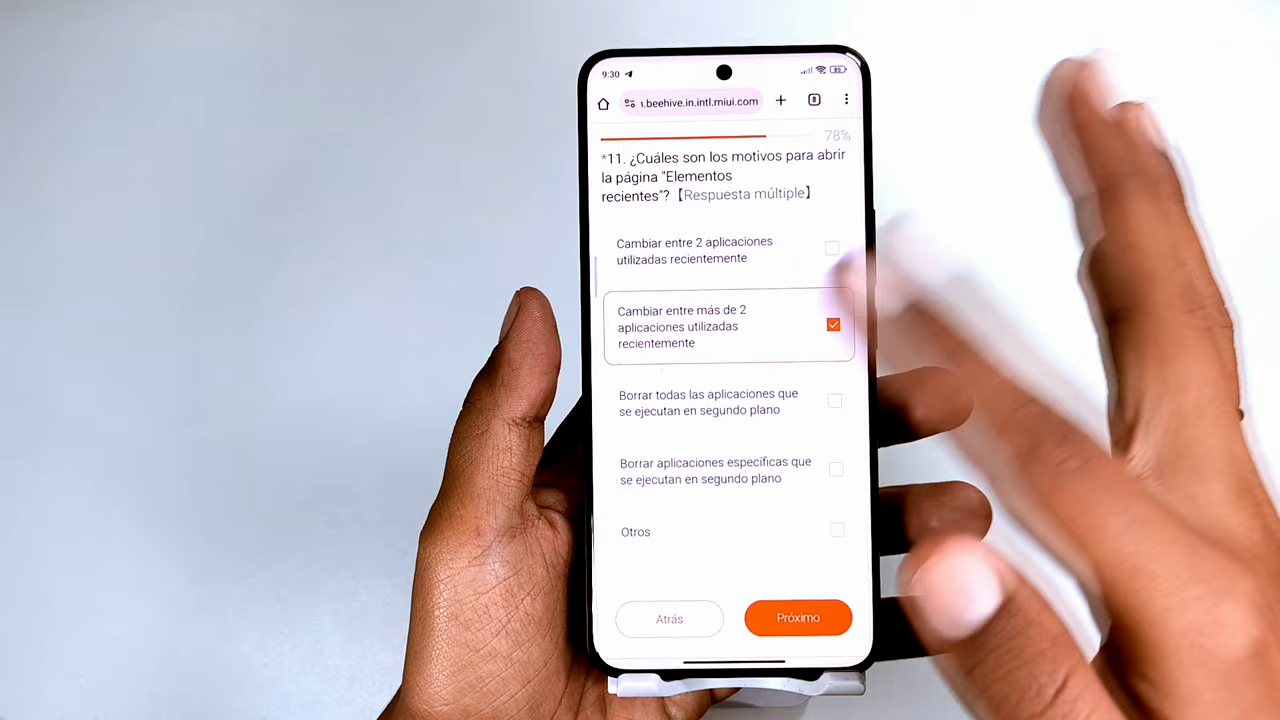 9:30
85
ı.beehive.in.intl.miui.com
8
78%
*11. ¿Cuáles son los motivos para abrir
la página "Elementos
recientes"?【Respuesta múltiple】
Cambiar entre 2 aplicaciones
utilizadas recientemente
Cambiar entre más de 2
aplicaciones utilizadas
recientemente
Borrar todas las aplicaciones que
se ejecutan en segundo plano
Borrar aplicaciones específicas que
se ejecutan en segundo plano
Otros
Atrás
Próximo